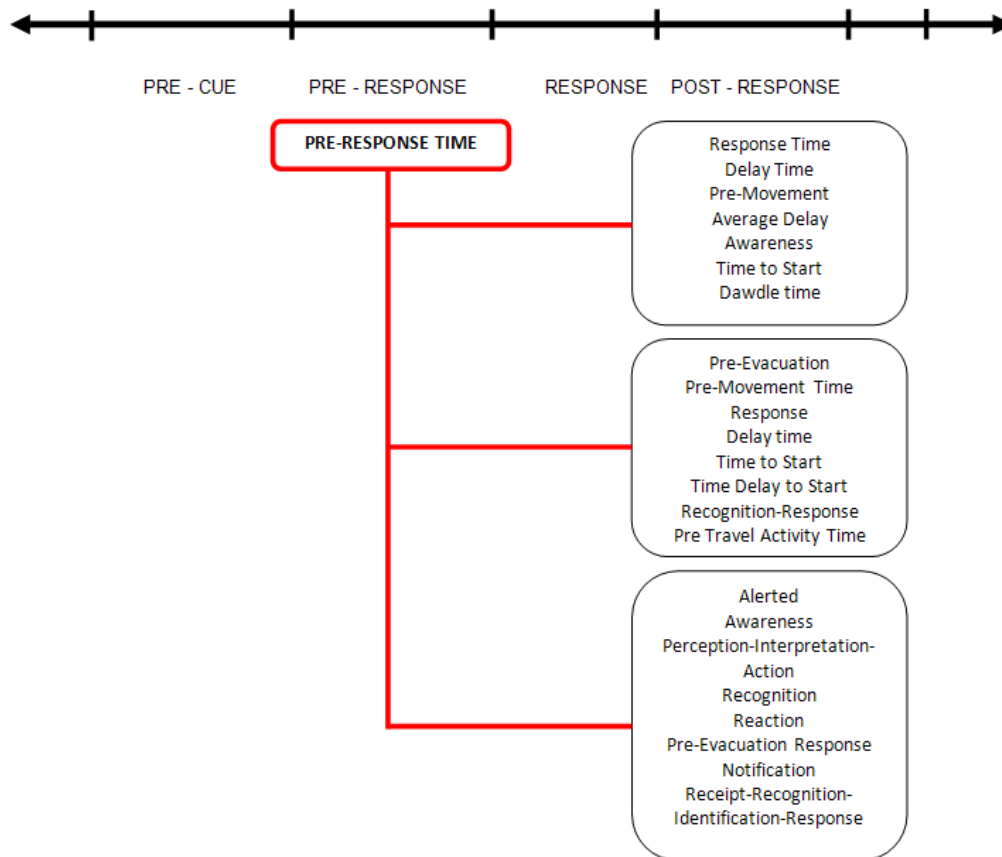 PRE - CUE PRE - RESPONSE RESPONSE POST - RESPONSE
PRE-RESPONSE TIME
Response Time
Delay Time
Pre-Movement
Average Delay
Awareness
Time to Start
Dawdle time
Pre-Evacuation
Pre-Movement Time
Response
Delay time
Time to Start
Time Delay to Start
Recognition-Response
Pre Travel Activity Time
Alerted
Awareness
Perception-Interpretation-
Action
Recognition
Reaction
Pre-Evacuation Response
Notification
Receipt-Recognition-
Identification-Response